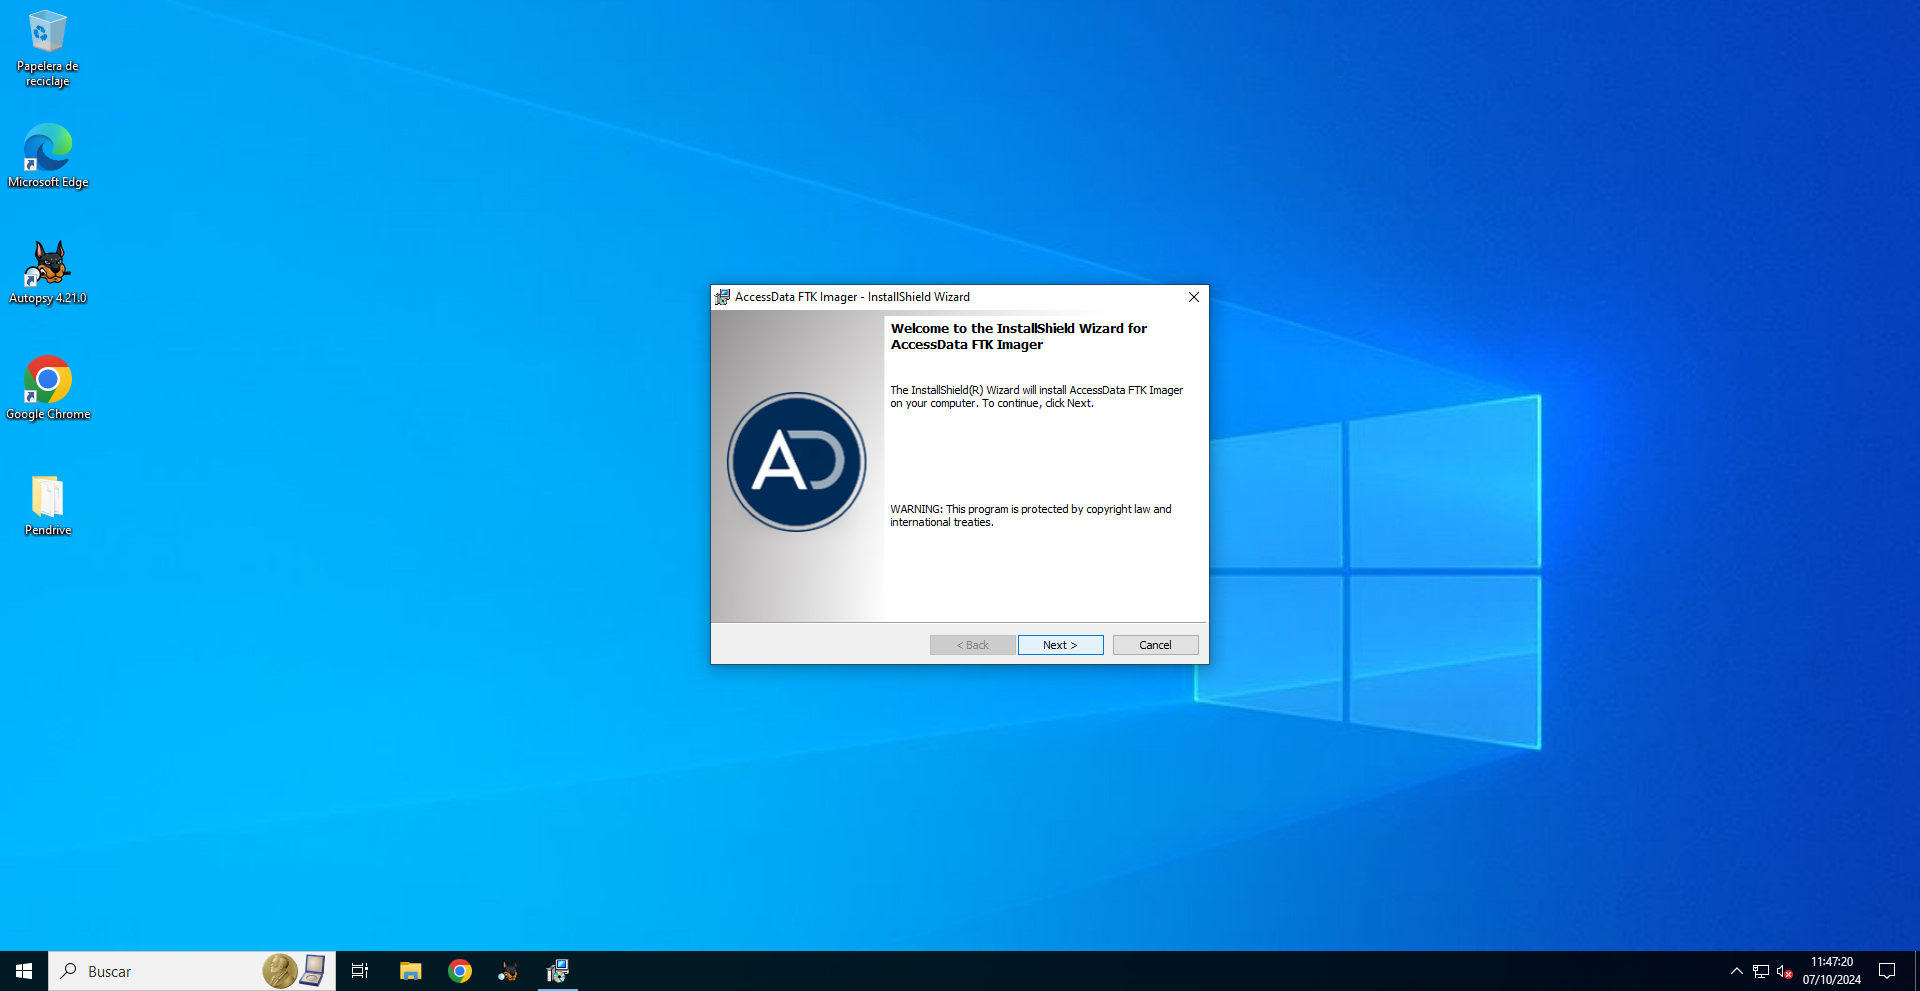 Papelera de
reciclaje
Microsoft Edge
Autopsy 4.21.0
Google Chrome
Pendrive
AccessData FTK Imager - InstallShield Wizard
Welcome to the InstallShield Wizard for
AccessData FTK Imager
The InstallShield(R) Wizard will install AccessData FTK Imager
on your computer. To continue, click Next.
AD
WARNING: This program is protected by copyright law and
international treaties.
< Back
Next >
Cancel
Buscar
11:47:20
07/10/2024